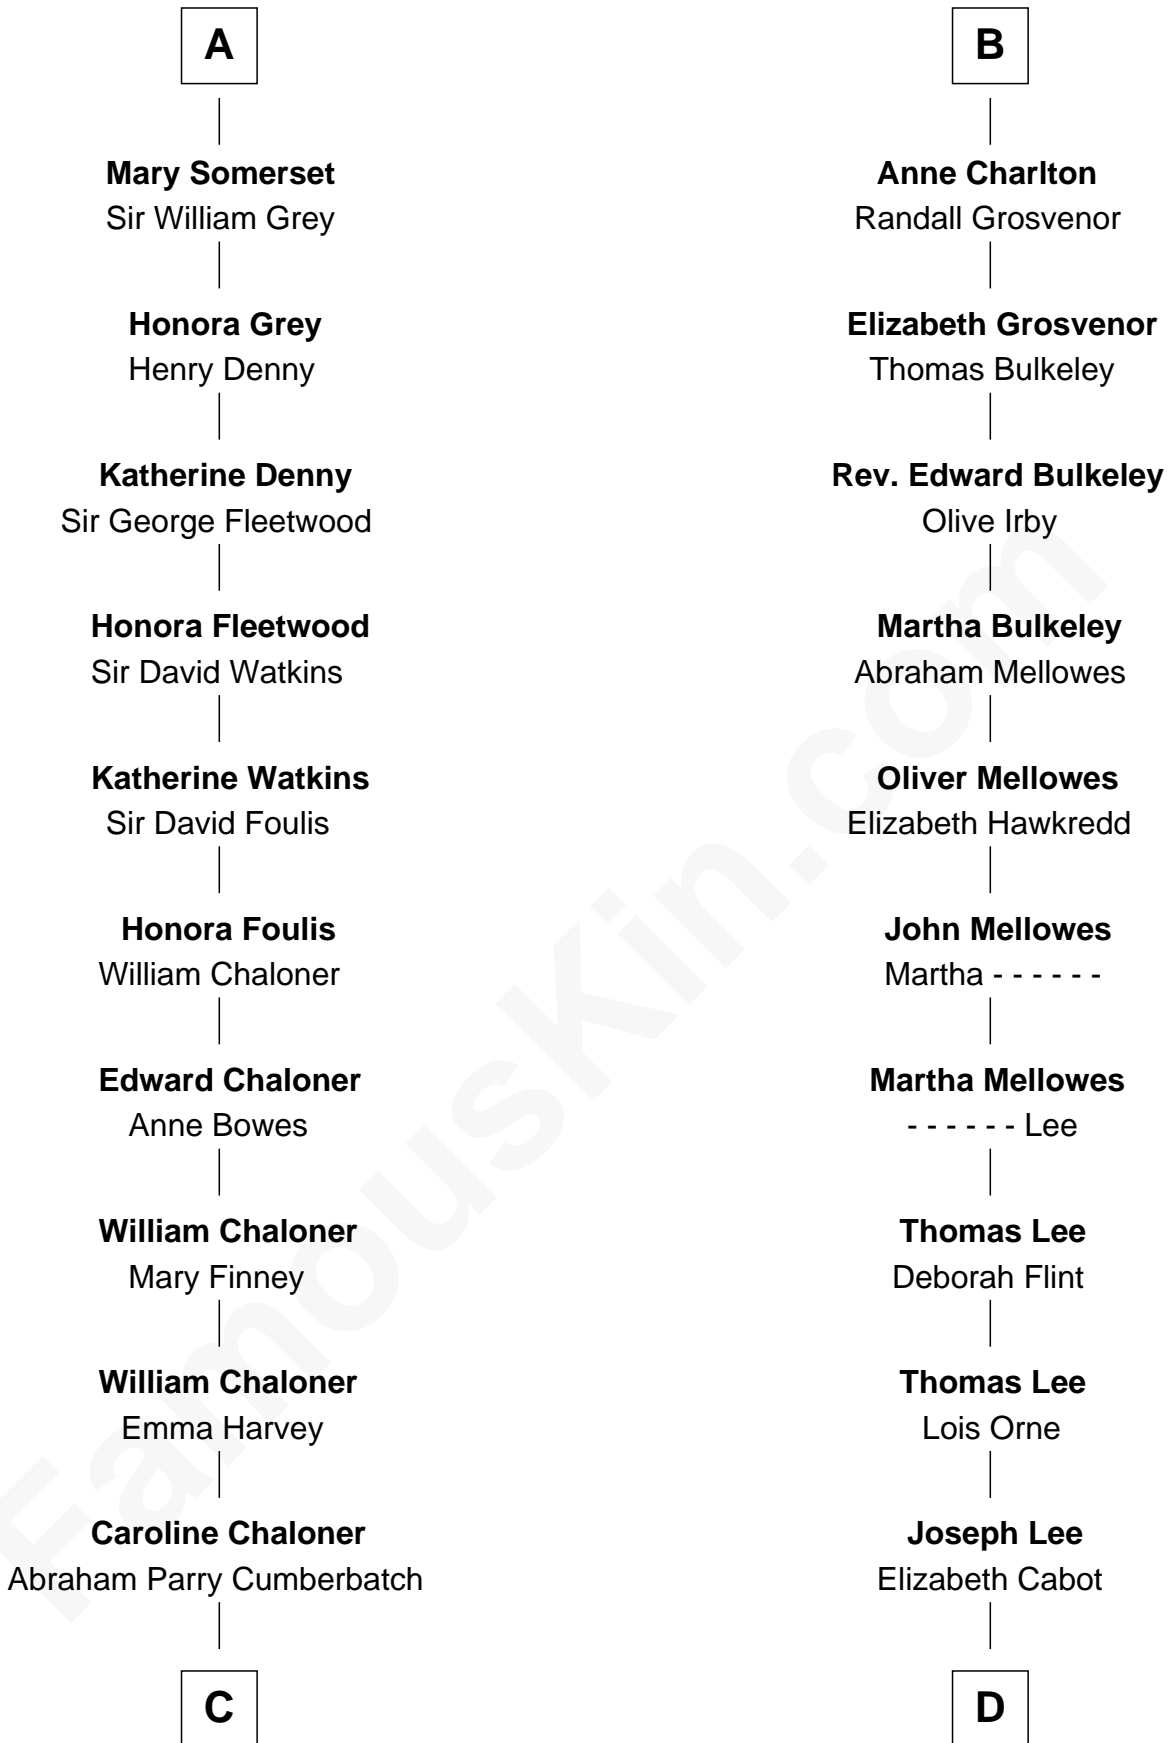 A
Mary Somerset
Sir William Grey
Honora Grey
Henry Denny
Katherine Denny
Sir George Fleetwood
Honora Fleetwood
Sir David Watkins
Katherine Watkins
Sir David Foulis
Honora Foulis
William Chaloner
Edward Chaloner
Anne Bowes
William Chaloner
Mary Finney
William Chaloner
Emma Harvey
Caroline Chaloner
Abraham Parry Cumberbatch
C
B
Anne Charlton
Randall Grosvenor
Elizabeth Grosvenor
Thomas Bulkeley
Rev. Edward Bulkeley
Olive Irby
Martha Bulkeley
Abraham Mellowes
Oliver Mellowes
Elizabeth Hawkredd
John Mellowes
Martha - - - - - -
Martha Mellowes
- - - - - - Lee
Thomas Lee
Deborah Flint
Thomas Lee
Lois Orne
Joseph Lee
Elizabeth Cabot
D
FamousKin.com